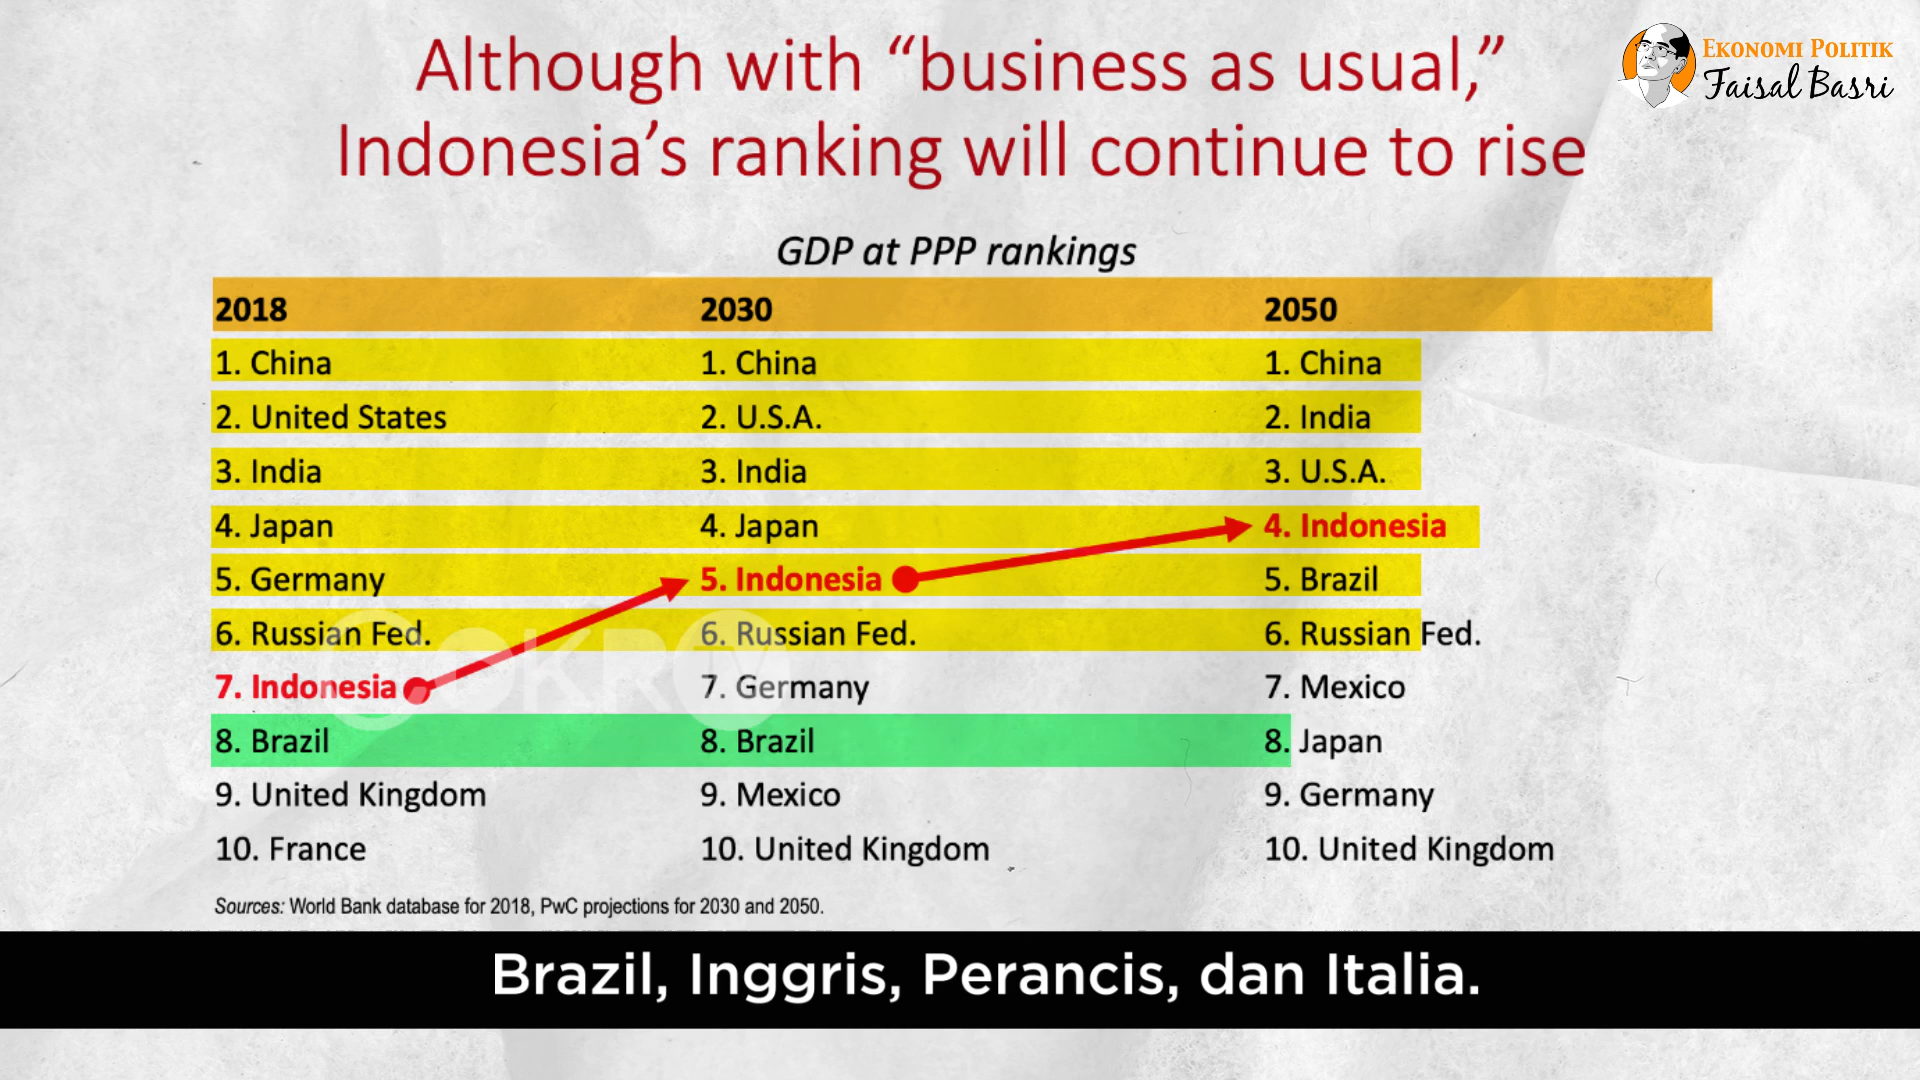 Although with “business as usual,”
Indonesia’s ranking will continue to rise
EKONOMI POLITIK
Faisal Basri
GDP at PPP rankings
2018 2030 2050
1. China 1. China 1. China
2. United States 2. U.S.A. 2. India
3. India 3. India 3. U.S.A.
4. Japan 4. Japan 4. Indonesia
5. Germany 5. Indonesia 5. Brazil
6. Russian Fed. 6. Russian Fed. 6. Russian Fed.
7. Indonesia 7. Germany 7. Mexico
8. Brazil 8. Brazil 8. Japan
9. United Kingdom 9. Mexico 9. Germany
10. France 10. United Kingdom 10. United Kingdom
COKRO TV
Sources: World Bank database for 2018, PwC projections for 2030 and 2050.
Brazil, Inggris, Perancis, dan Italia.